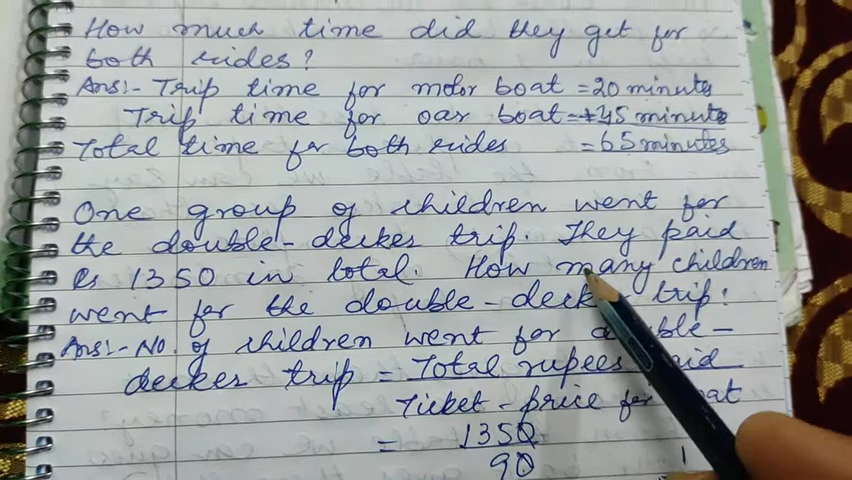 How much time did they get for
both rides?
Ans:- Trip time for motor boat = 20 minutes
Trip time for oar boat = +45 minute
Total time for both rides = 65 minutes
One group of children went for
the double-decker trip. They paid
Rs 1350 in total. How many children
went for the double-deck trip?
Ans:- No. of children went for double-
decker trip = Total rupees paid
Ticket-price for boat
= 1350
90